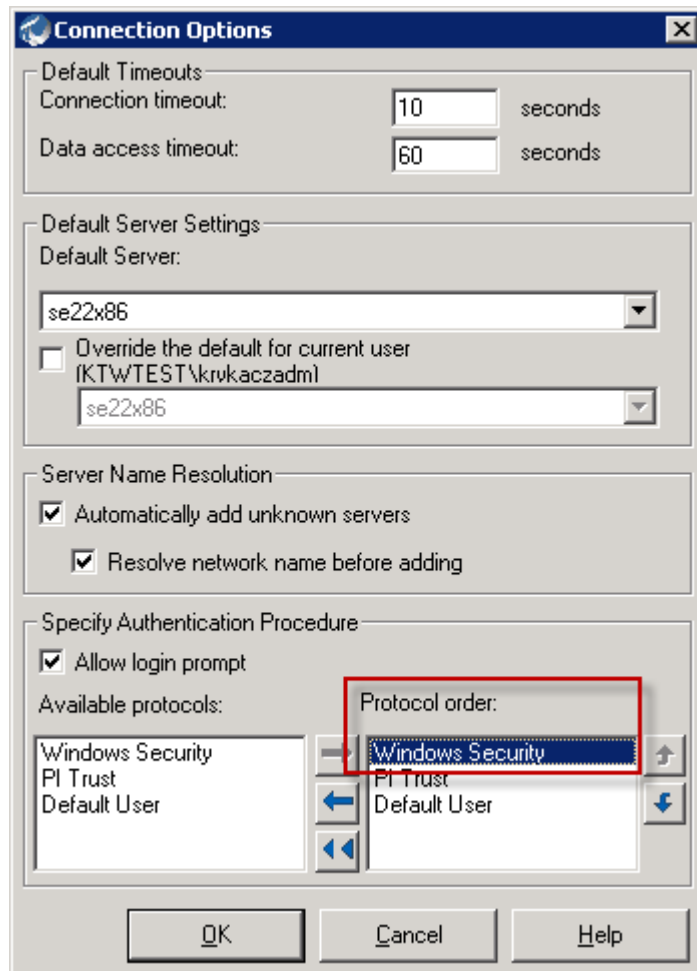 Connection Options
Default Timeouts
Connection timeout:
10
seconds
Data access timeout:
60
seconds
Default Server Settings
Default Server:
se22x86
Override the default for current user
(KTWTEST\krykaczadm)
se22x86
Server Name Resolution
Automatically add unknown servers
Resolve network name before adding
Specify Authentication Procedure
Allow login prompt
Available protocols:
Protocol order:
Windows Security
PI Trust
Default User
Windows Security
PI Trust
Default User
OK
Cancel
Help